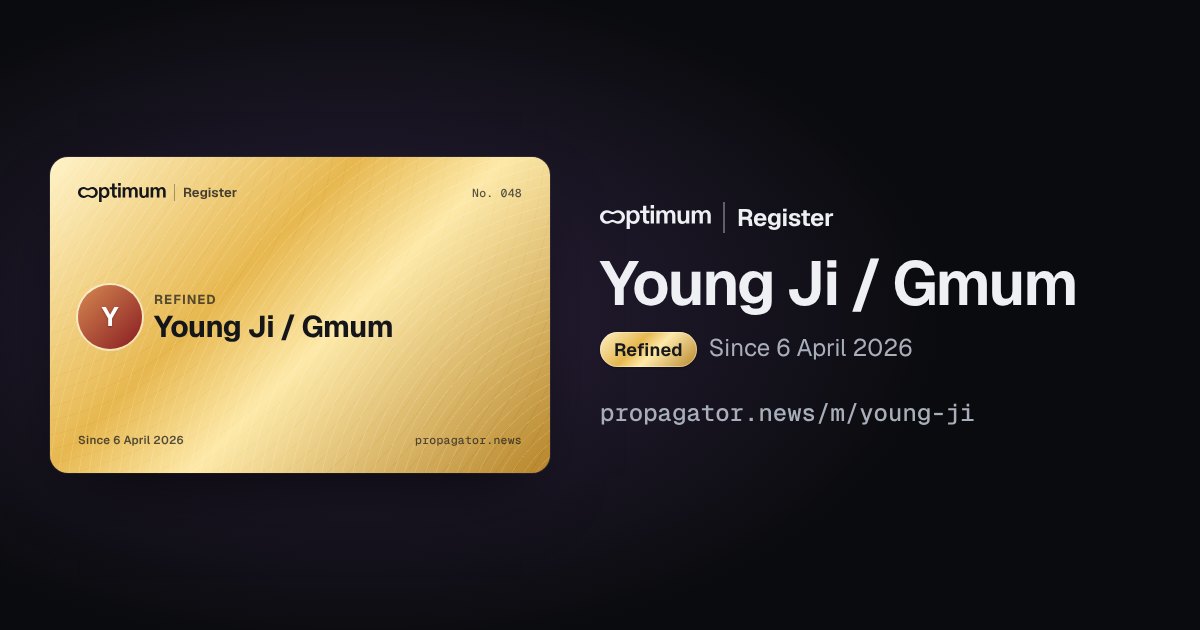 optimum | Register
No. 048
Y
REFINED
Young Ji / Gmum
Since 6 April 2026
propagator.news
optimum | Register
Young Ji / Gmum
Refined
Since 6 April 2026
propagator.news/m/young-ji